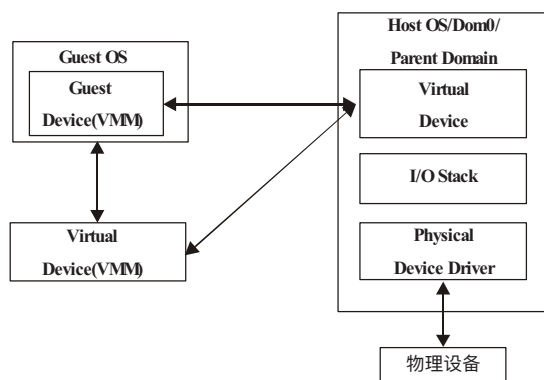 Guest OS
Guest
Device(VMM)
Virtual
Device(VMM)
Host OS/Dom0/
Parent Domain
Virtual
Device
I/O Stack
Physical
Device Driver
物理设备